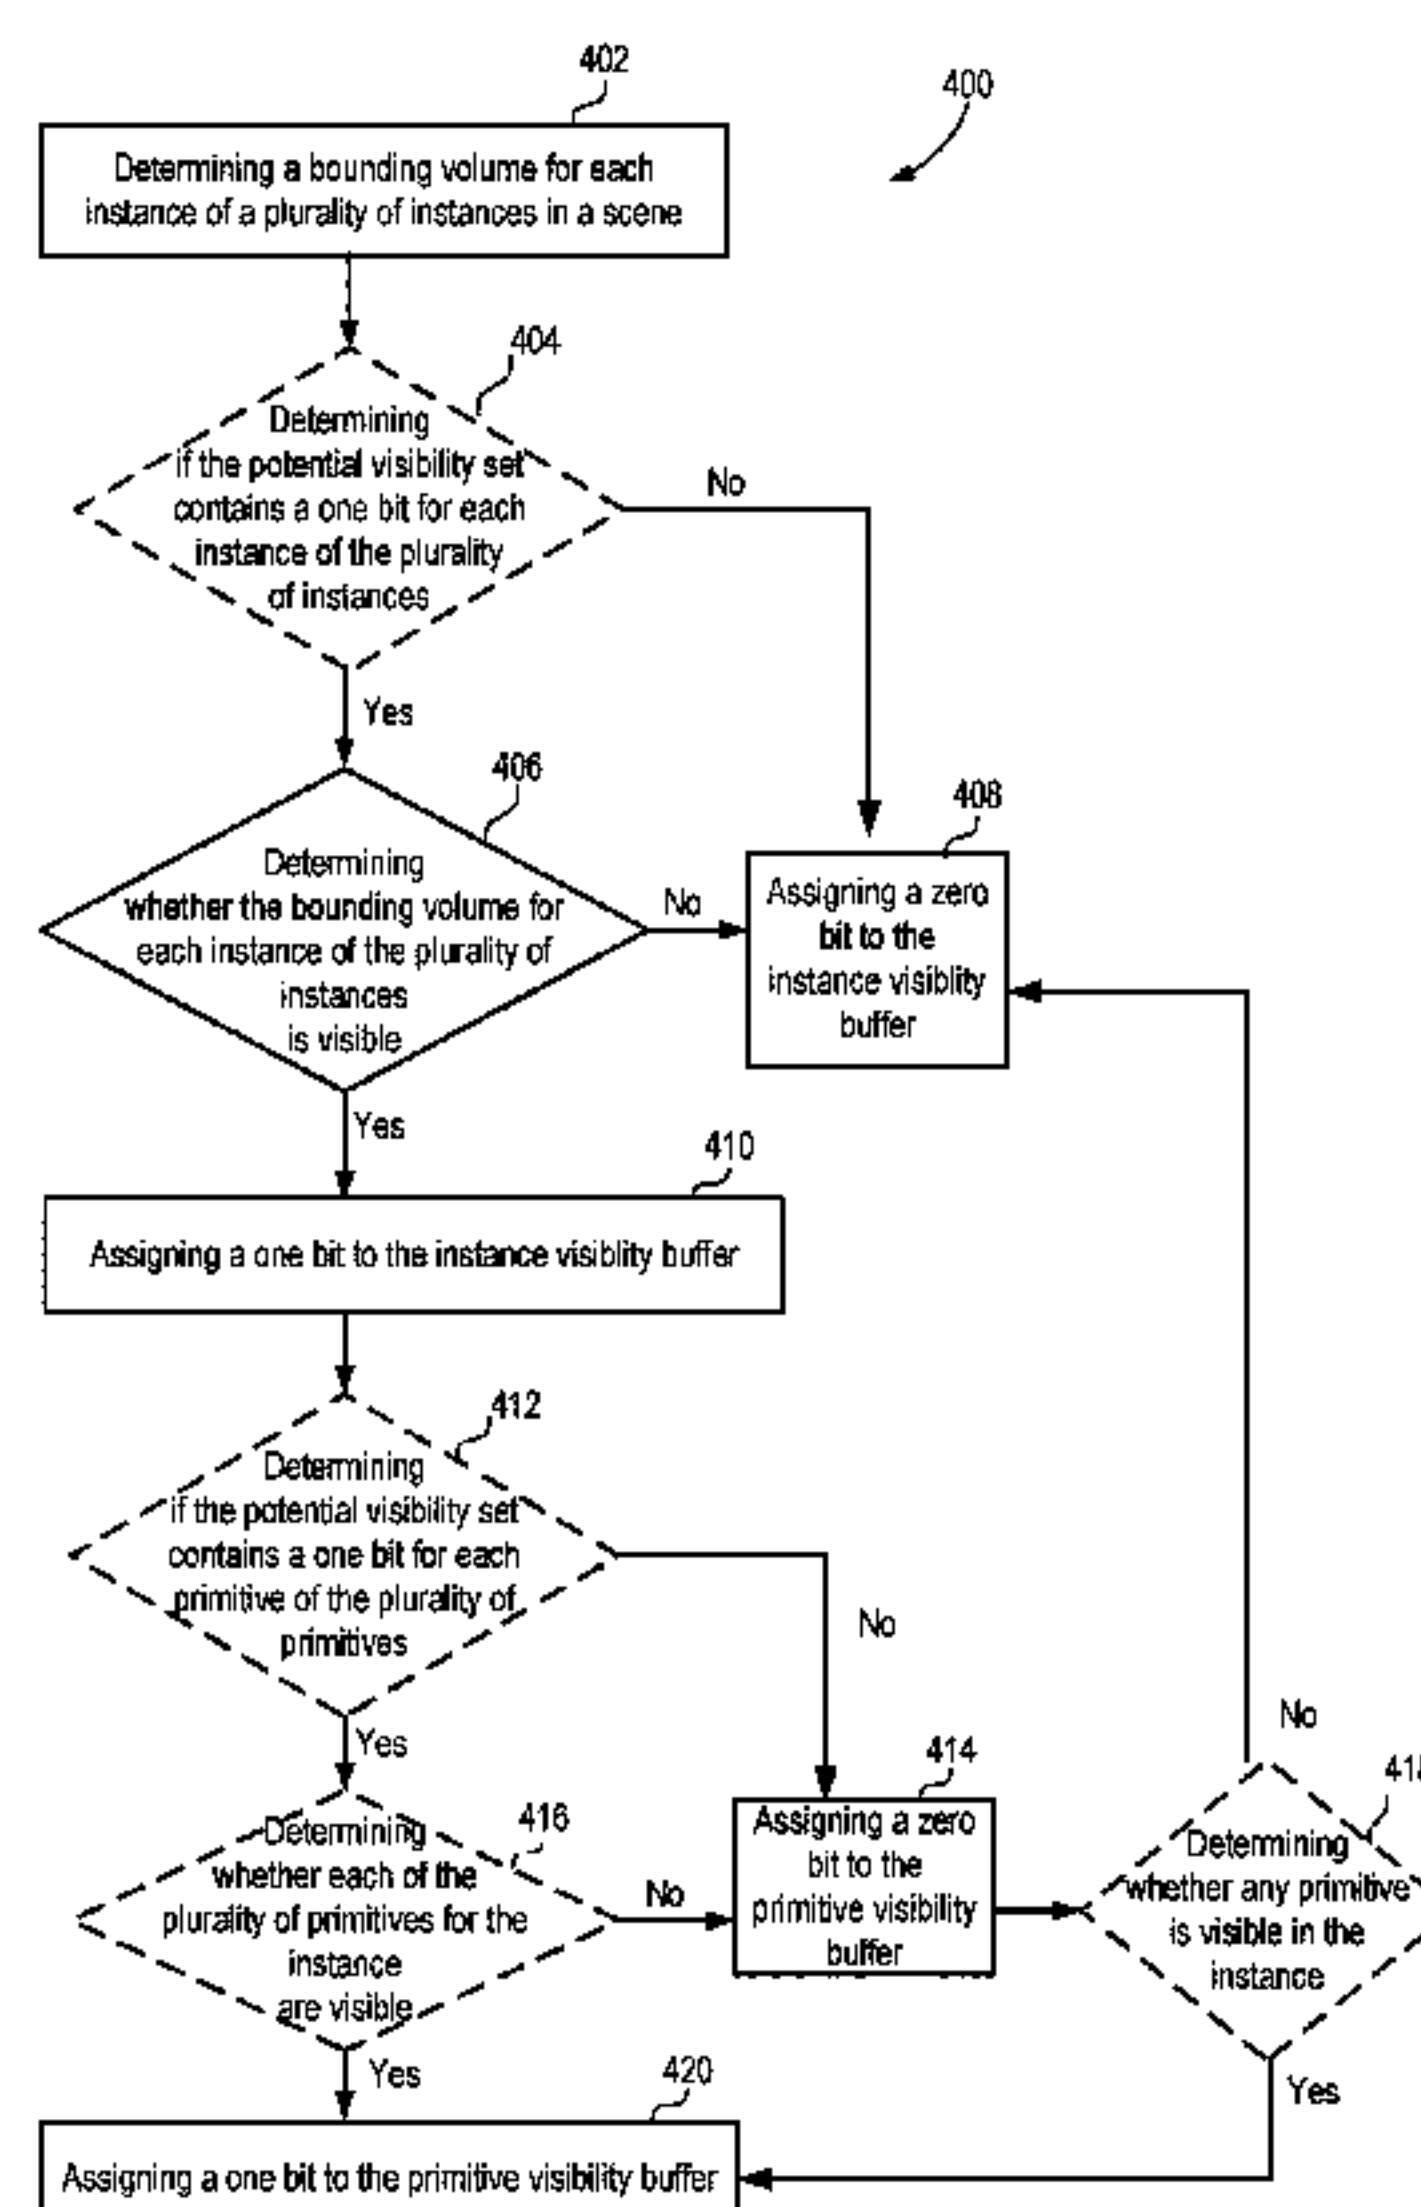 402
400
Determining a bounding volume for each
instance of a plurality of instances in a scene
404
Determining
if the potential visibility set
contains a one bit for each
instance of the plurality
of instances
No
Yes
406
Determining
whether the bounding volume for
each instance of the plurality of
instances
is visible
No
408
Assigning a zero
bit to the
instance visiblity
buffer
Yes
410
Assigning a one bit to the instance visiblity buffer
412
Determining
if the potential visibility set
contains a one bit for each
primitive of the plurality of
primitives
No
Yes
416
Determining
whether each of the
plurality of primitives for the
instance
are visible
No
414
Assigning a zero
bit to the
primitive visibility
buffer
No
Determining
whether any primitive
is visible in the
instance
Yes
Yes
420
Assigning a one bit to the primitive visibility buffer